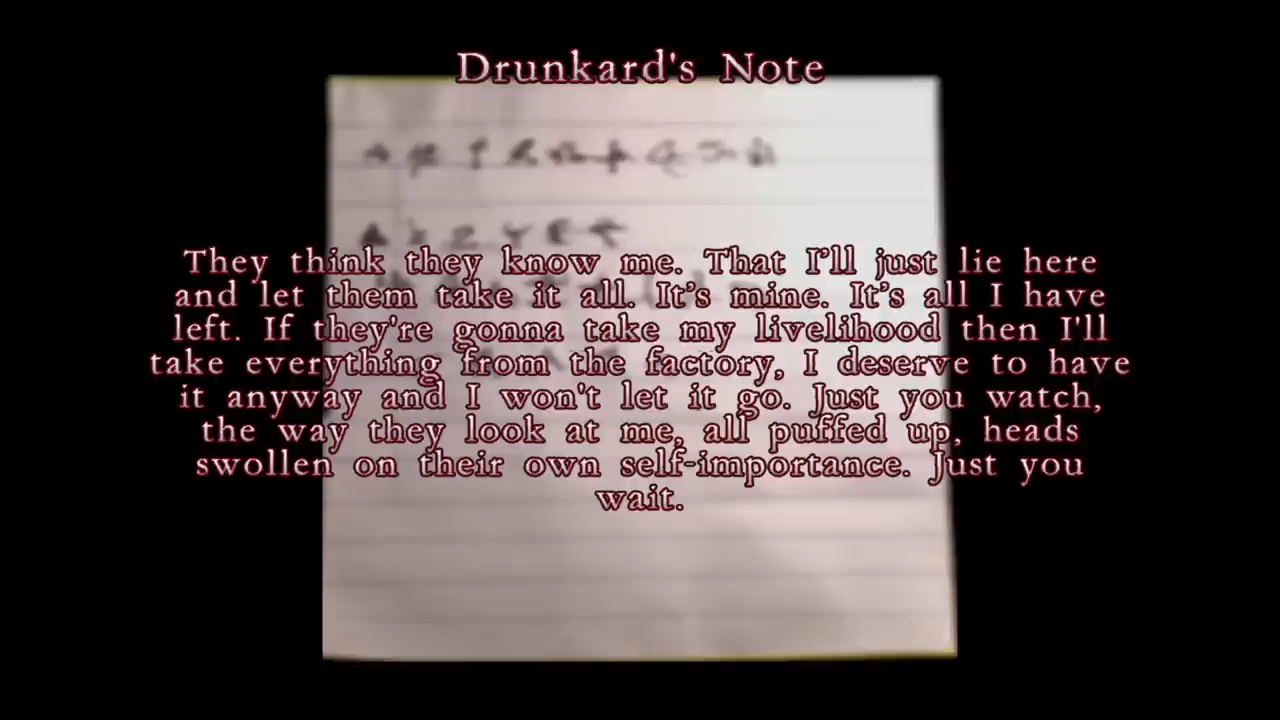 Drunkard's Note
They think they know me. That I’ll just lie here
and let them take it all. It’s mine. It’s all I have
left. If they're gonna take my livelihood then I'll
take everything from the factory, I deserve to have
it anyway and I won't let it go. Just you watch,
the way they look at me, all puffed up, heads
swollen on their own self-importance. Just you
wait.